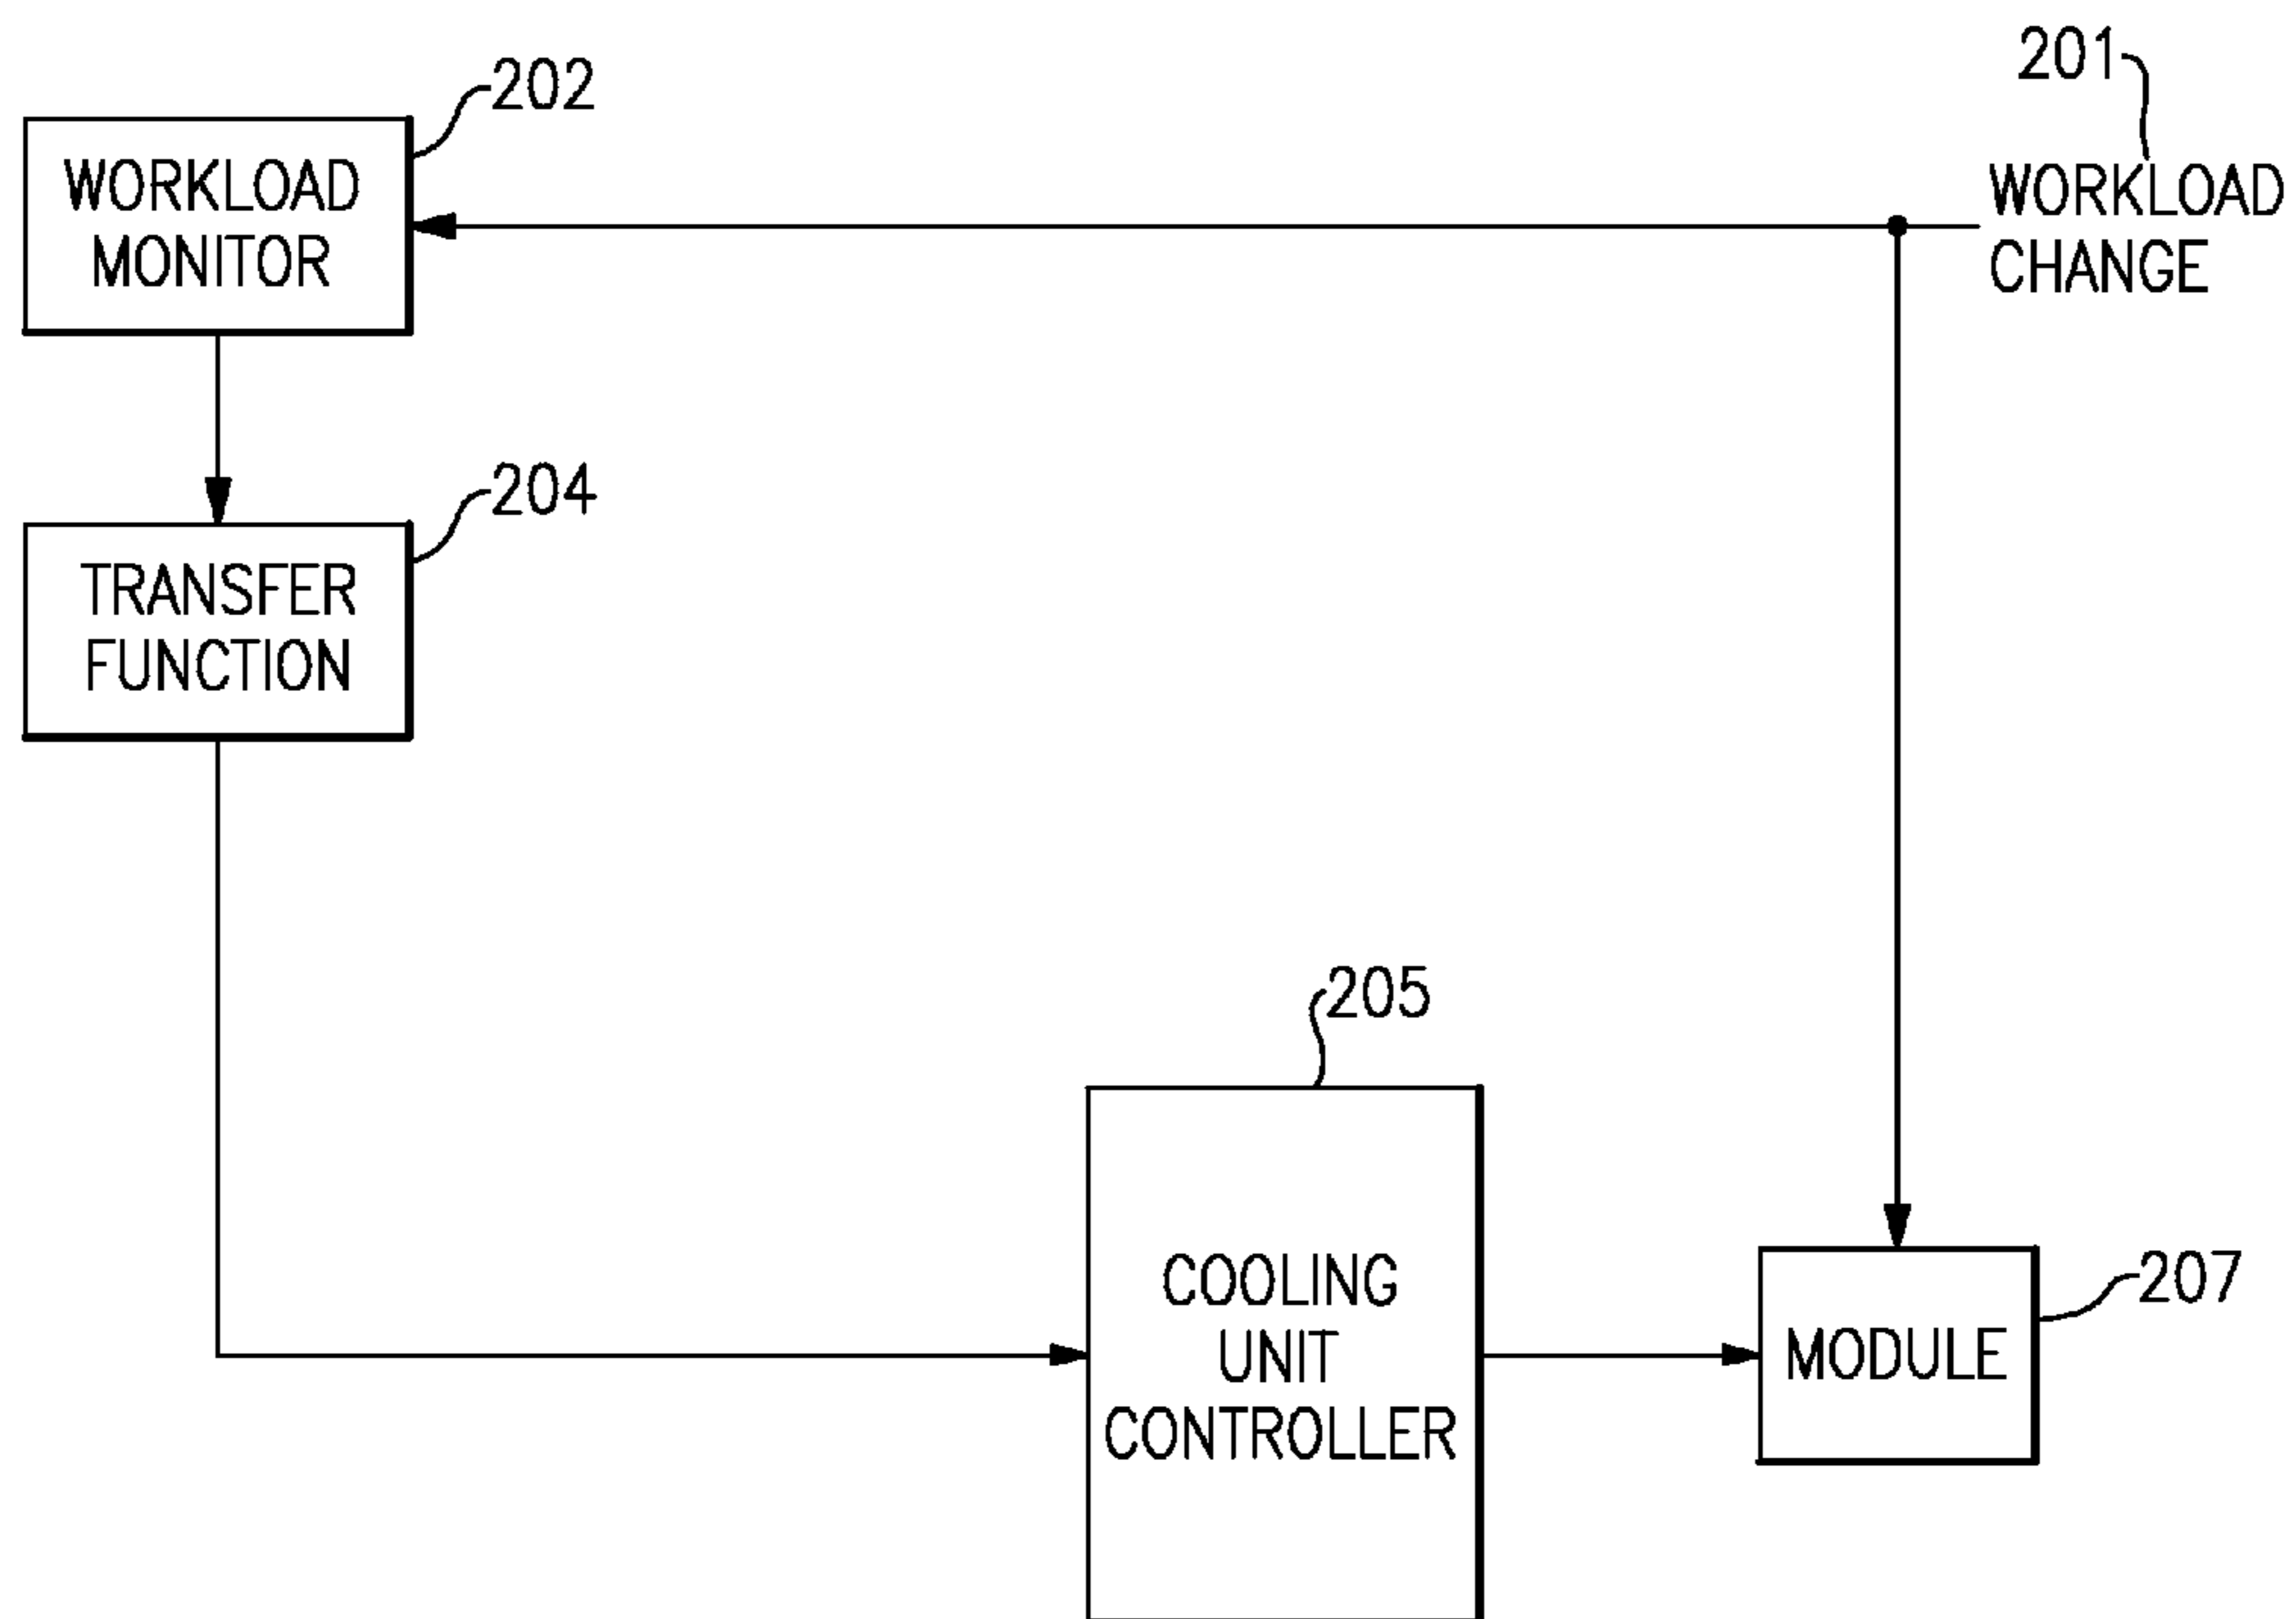 201
202
WORKLOAD
MONITOR
WORKLOAD
CHANGE
204
TRANSFER
FUNCTION
205
COOLING
UNIT
CONTROLLER
207
MODULE